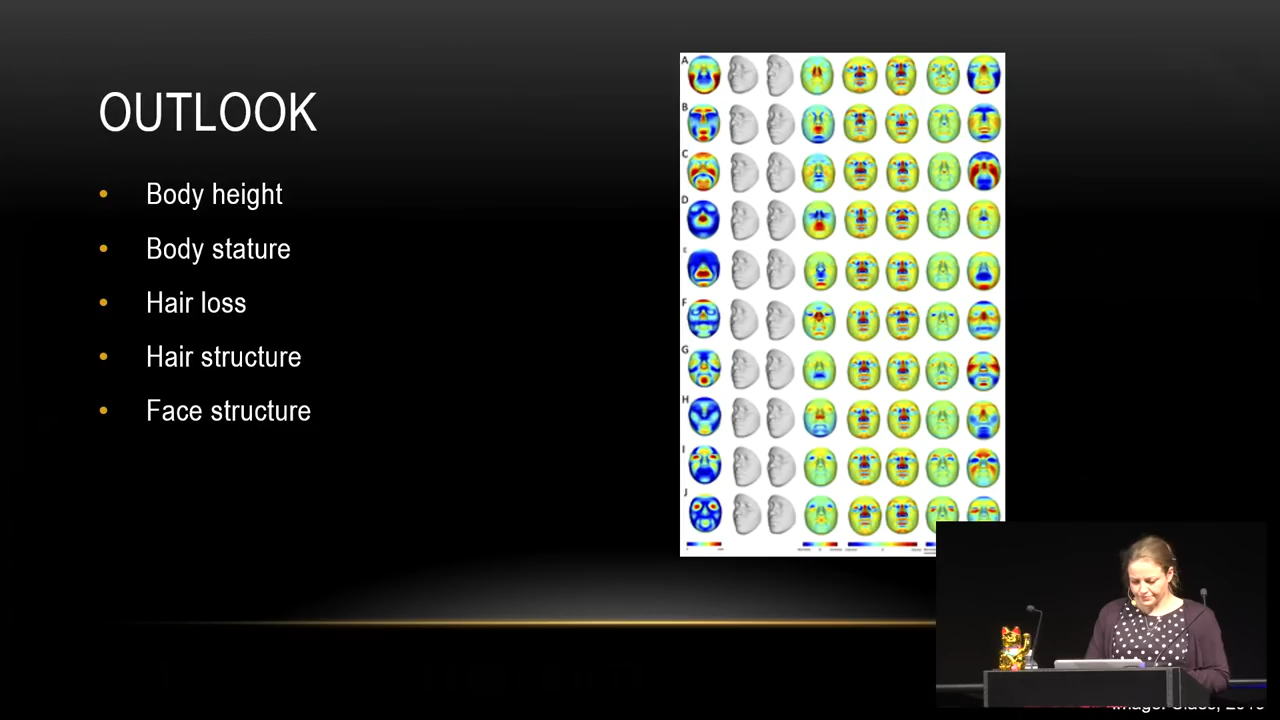 OUTLOOK
• Body height
• Body stature
• Hair loss
• Hair structure
• Face structure
A
B
C
D
E
F
G
H
I
J